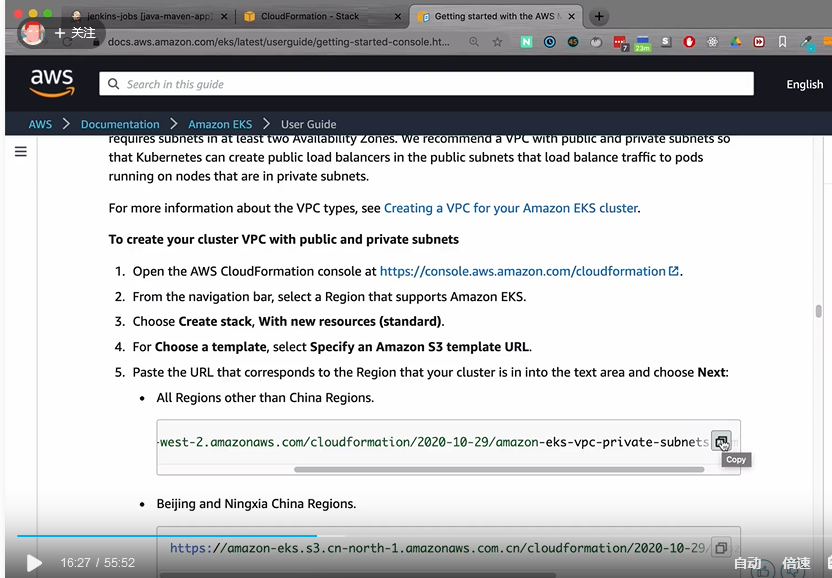 jenkins-jobs [java-maven-app]
CloudFormation - Stack
Getting started with the AWS M
+ 关注
docs.aws.amazon.com/eks/latest/userguide/getting-started-console.ht...
N
45
7
23m
S
aws
Search in this guide
English
AWS > Documentation > Amazon EKS > User Guide
requires subnets in at least two Availability Zones. We recommend a VPC with public and private subnets so
that Kubernetes can create public load balancers in the public subnets that load balance traffic to pods
running on nodes that are in private subnets.
For more information about the VPC types, see Creating a VPC for your Amazon EKS cluster.
To create your cluster VPC with public and private subnets
1. Open the AWS CloudFormation console at https://console.aws.amazon.com/cloudformation.
2. From the navigation bar, select a Region that supports Amazon EKS.
3. Choose Create stack, With new resources (standard).
4. For Choose a template, select Specify an Amazon S3 template URL.
5. Paste the URL that corresponds to the Region that your cluster is in into the text area and choose Next:
• All Regions other than China Regions.
-west-2.amazonaws.com/cloudformation/2020-10-29/amazon-eks-vpc-private-subnets
Copy
• Beijing and Ningxia China Regions.
https://amazon-eks.s3.cn-north-1.amazonaws.com.cn/cloudformation/2020-10-29/
16:27 / 55:52
自动
倍速